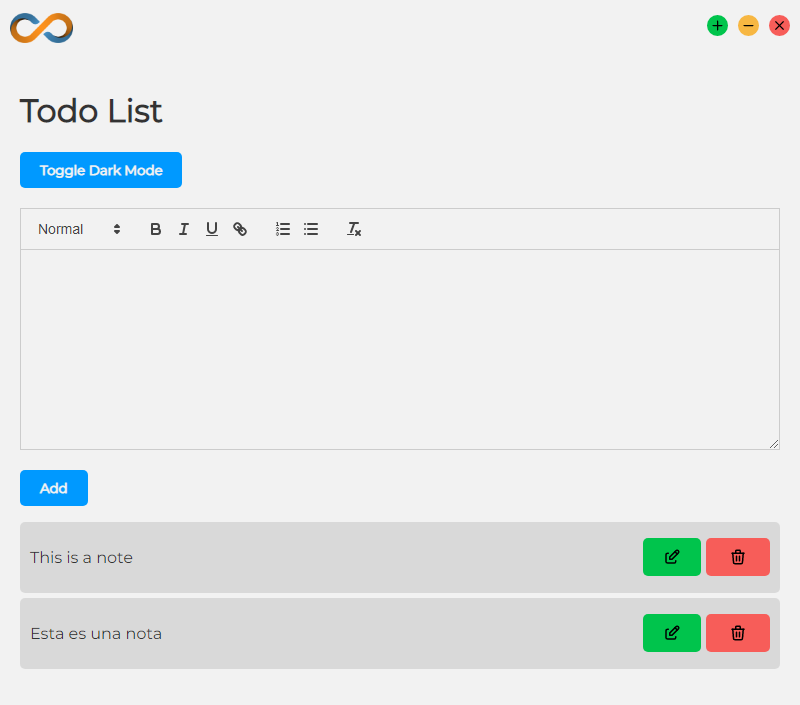 Todo List
Toggle Dark Mode
Normal
Add
This is a note
Esta es una nota